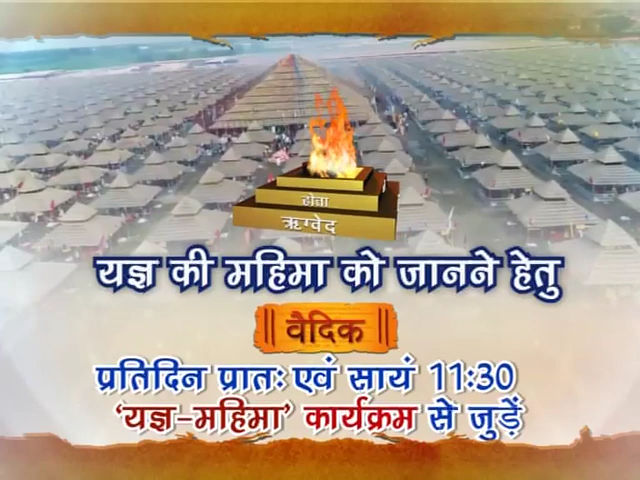 होता
ऋग्वेद
यज्ञ की महिमा को जानने हेतु
॥ वैदिक ॥
प्रतिदिन प्रातः एवं सायं 11:30
‘यज्ञ-महिमा’ कार्यक्रम से जुड़ें